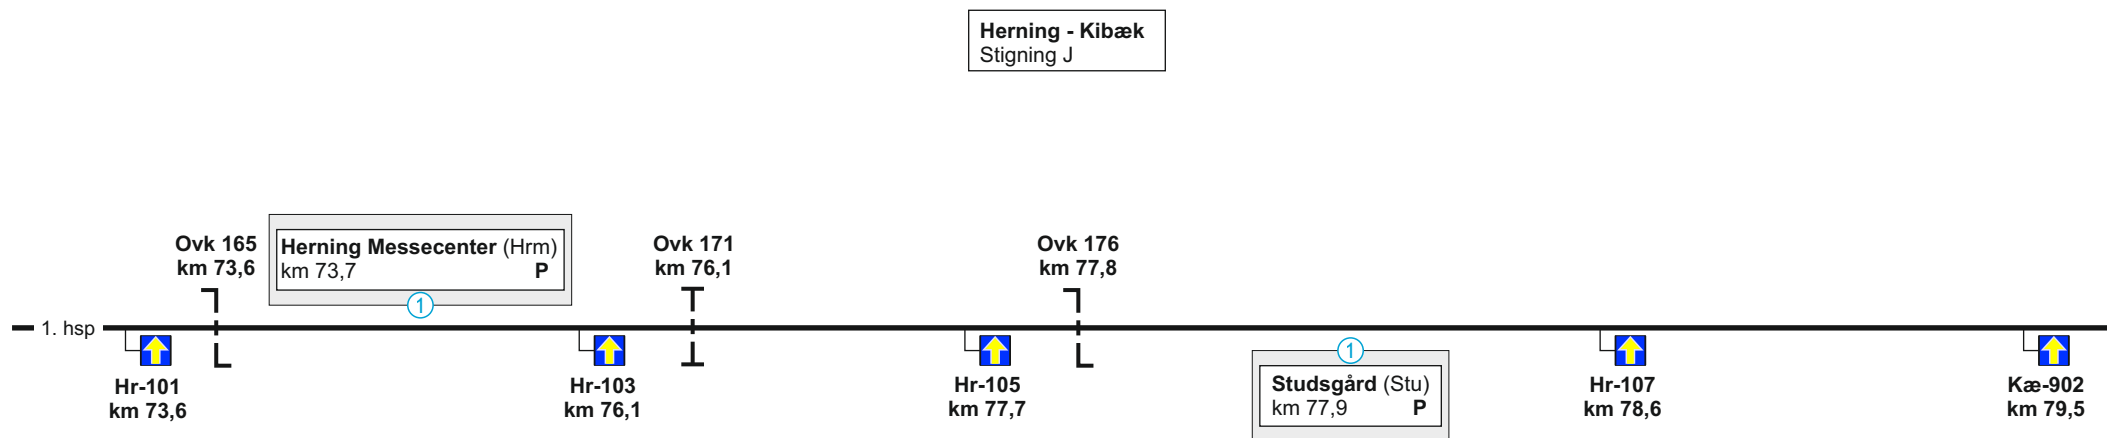 Herning - Kibæk
Stigning J
Ovk 165
km 73,6
Herning Messecenter (Hrm)
km 73,7 P
1
Ovk 171
km 76,1
Ovk 176
km 77,8
1. hsp
Hr-101
km 73,6
Hr-103
km 76,1
Hr-105
km 77,7
1
Studsgård (Stu)
km 77,9 P
Hr-107
km 78,6
Kæ-902
km 79,5